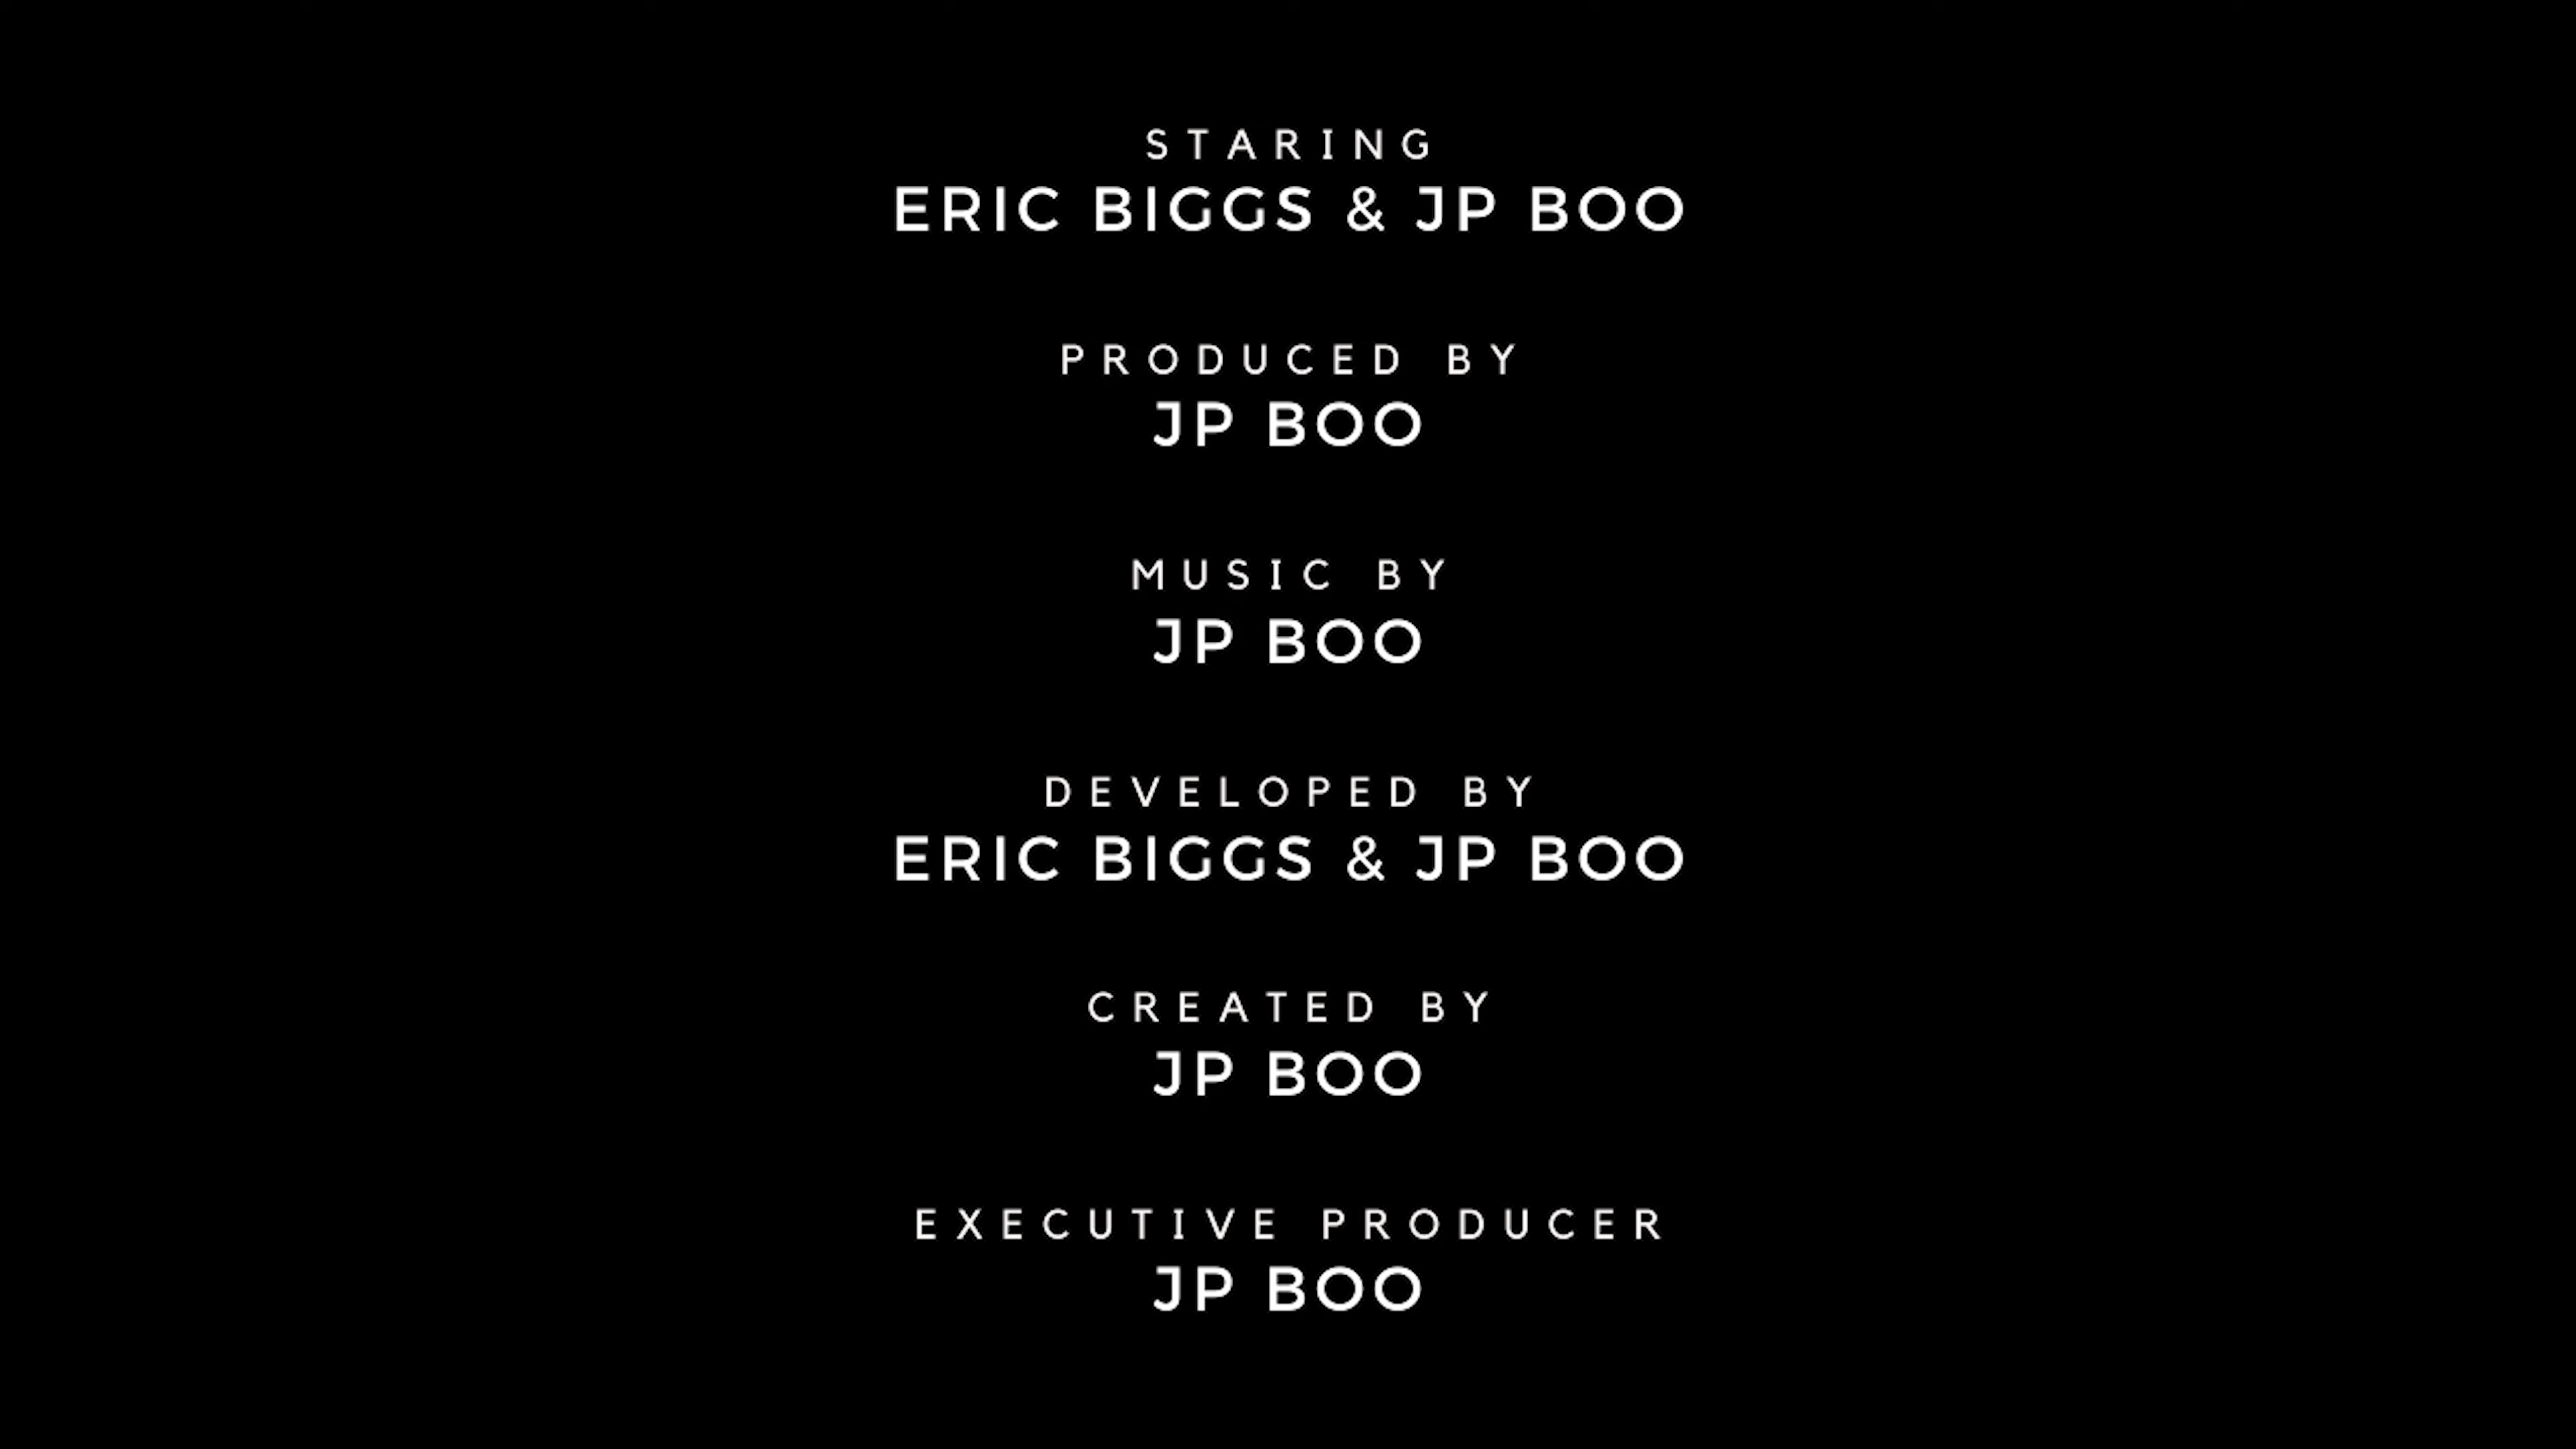 STARING
ERIC BIGGS & JP BOO
PRODUCED BY
JP BOO
MUSIC BY
JP BOO
DEVELOPED BY
ERIC BIGGS & JP BOO
CREATED BY
JP BOO
EXECUTIVE PRODUCER
JP BOO